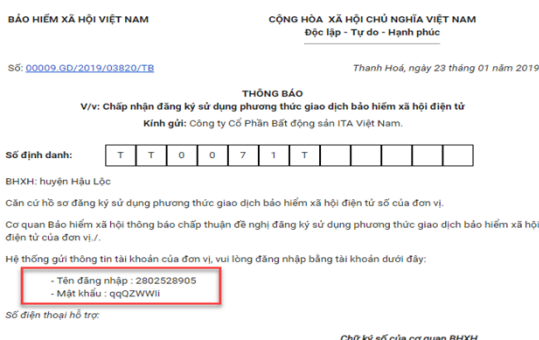 BẢO HIỂM XÃ HỘI VIỆT NAM
CỘNG HÒA XÃ HỘI CHỦ NGHĨA VIỆT NAM
Độc lập - Tự do - Hạnh phúc
Số: 00009.GD/2019/03820/TB
Thanh Hoá, ngày 23 tháng 01 năm 2019
THÔNG BÁO
V/v: Chấp nhận đăng ký sử dụng phương thức giao dịch bảo hiểm xã hội điện tử
Kính gửi: Công ty Cổ Phần Bất động sản ITA Việt Nam.
Số định danh: T T 0 0 7 1 T
BHXH: huyện Hậu Lộc
Căn cứ hồ sơ đăng ký sử dụng phương thức giao dịch bảo hiểm xã hội điện tử số của đơn vị.
Cơ quan Bảo hiểm xã hội thông báo chấp thuận đề nghị đăng ký sử dụng phương thức giao dịch bảo hiểm xã hội
điện tử của đơn vị./.
Hệ thống gửi thông tin tài khoản của đơn vị, vui lòng đăng nhập bằng tài khoản dưới đây:
- Tên đăng nhập : 2802528905
- Mật khẩu : qqQZWWIi
Số điện thoại hỗ trợ:
Chữ ký số của cơ quan BHXH